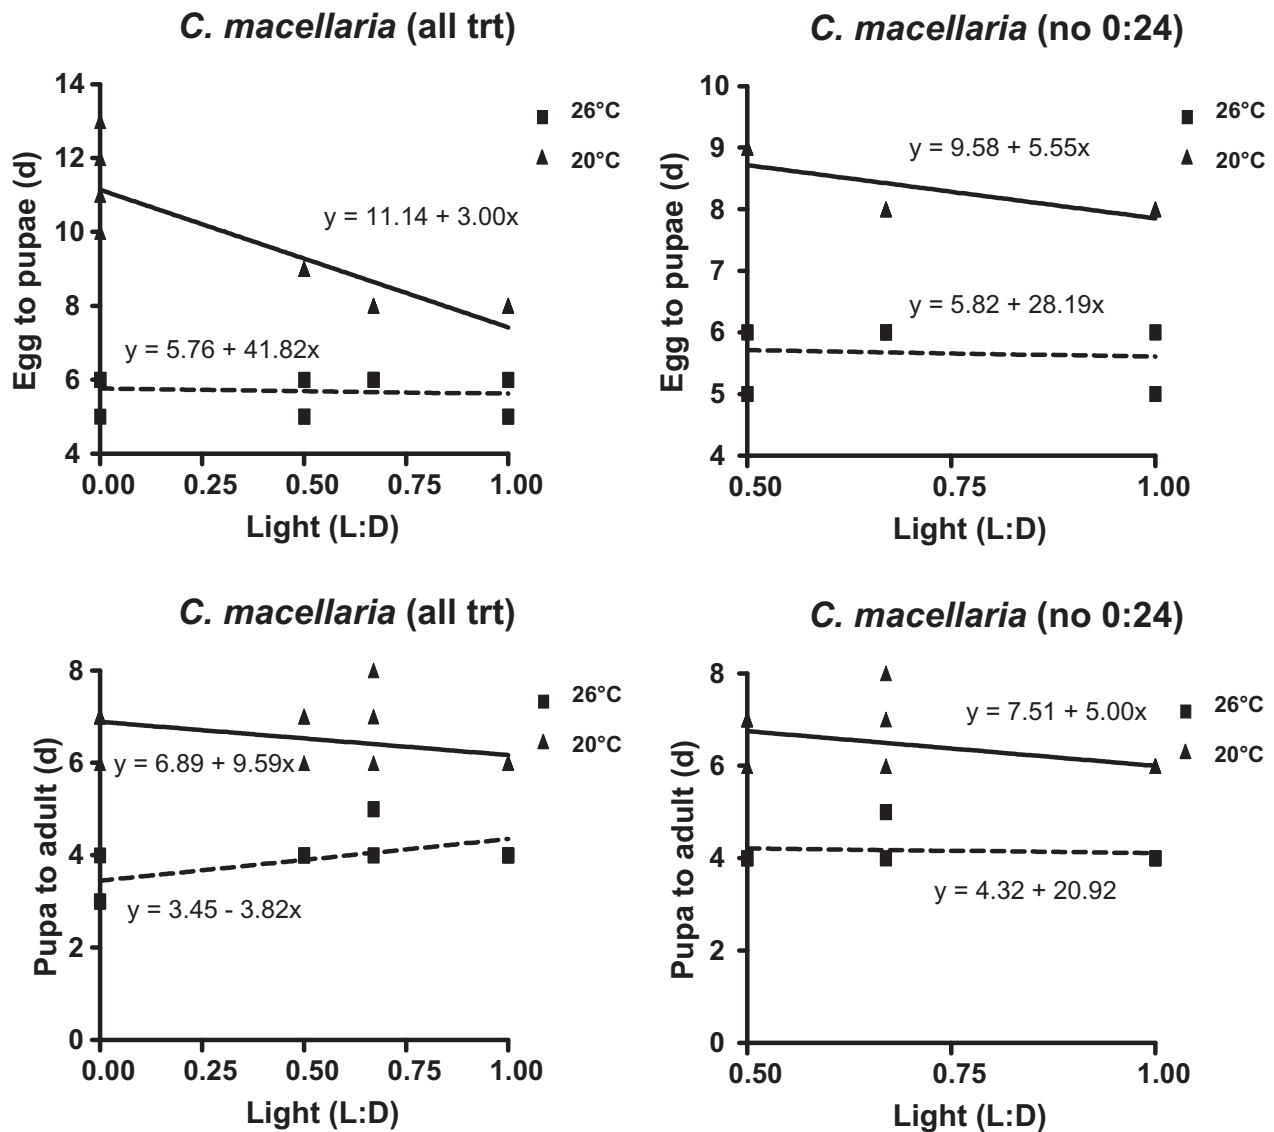 C. macellaria (all trt)
14
12
10
8
6
4
Egg to pupae (d)
26°C
20°C
y = 11.14 + 3.00x
y = 5.76 + 41.82x
0.00 0.25 0.50 0.75 1.00
Light (L:D)
C. macellaria (no 0:24)
10
9
8
7
6
5
4
Egg to pupae (d)
26°C
20°C
y = 9.58 + 5.55x
y = 5.82 + 28.19x
0.50 0.75 1.00
Light (L:D)
C. macellaria (all trt)
8
6
4
2
0
Pupa to adult (d)
26°C
20°C
y = 6.89 + 9.59x
y = 3.45 - 3.82x
0.00 0.25 0.50 0.75 1.00
Light (L:D)
C. macellaria (no 0:24)
8
6
4
2
0
Pupa to adult (d)
26°C
20°C
y = 7.51 + 5.00x
y = 4.32 + 20.92
0.50 0.75 1.00
Light (L:D)